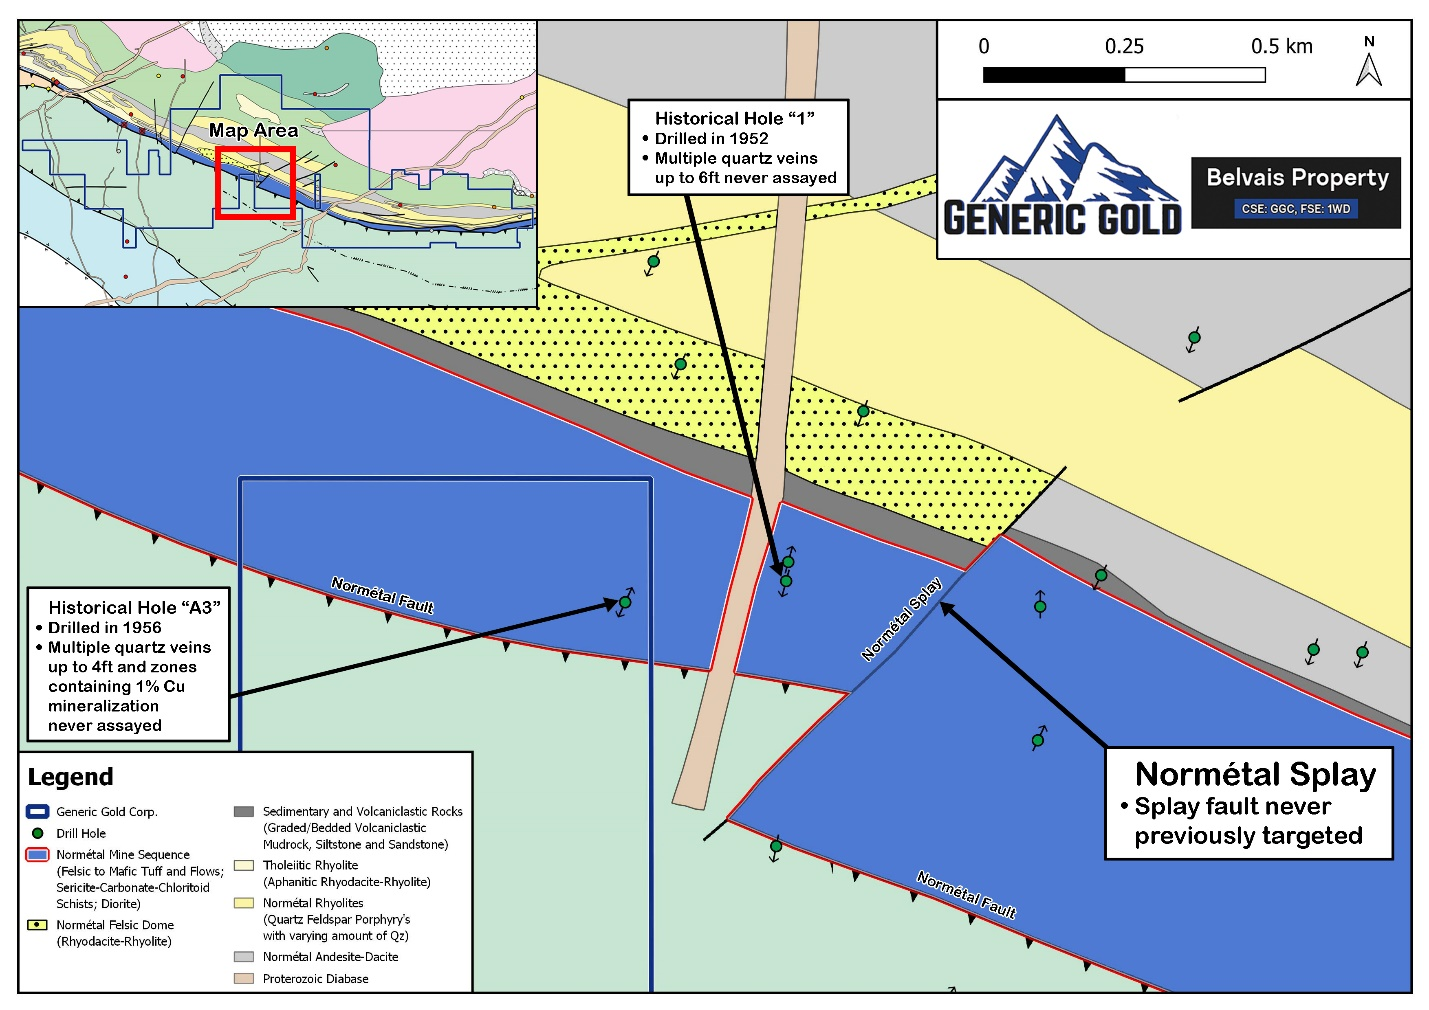 Map Area
Historical Hole “1”
• Drilled in 1952
• Multiple quartz veins
up to 6ft never assayed
0 0.25 0.5 km
N
GENERIC GOLD
Belvais Property
CSE: GGC, FSE: 1WD
Normétal Fault
Normétal Splay
Historical Hole “A3”
• Drilled in 1956
• Multiple quartz veins
up to 4ft and zones
containing 1% Cu
mineralization
never assayed
Normétal Splay
• Splay fault never
previously targeted
Normétal Fault
Legend
Generic Gold Corp.
Drill Hole
Normétal Mine Sequence
(Felsic to Mafic Tuff and Flows;
Sericite-Carbonate-Chloritoid
Schists; Diorite)
Normétal Felsic Dome
(Rhyodacite-Rhyolite)
Sedimentary and Volcaniclastic Rocks
(Graded/Bedded Volcaniclastic
Mudrock, Siltstone and Sandstone)
Tholeiitic Rhyolite
(Aphanitic Rhyodacite-Rhyolite)
Normétal Rhyolites
(Quartz Feldspar Porphyry's
with varying amount of Qz)
Normétal Andesite-Dacite
Proterozoic Diabase